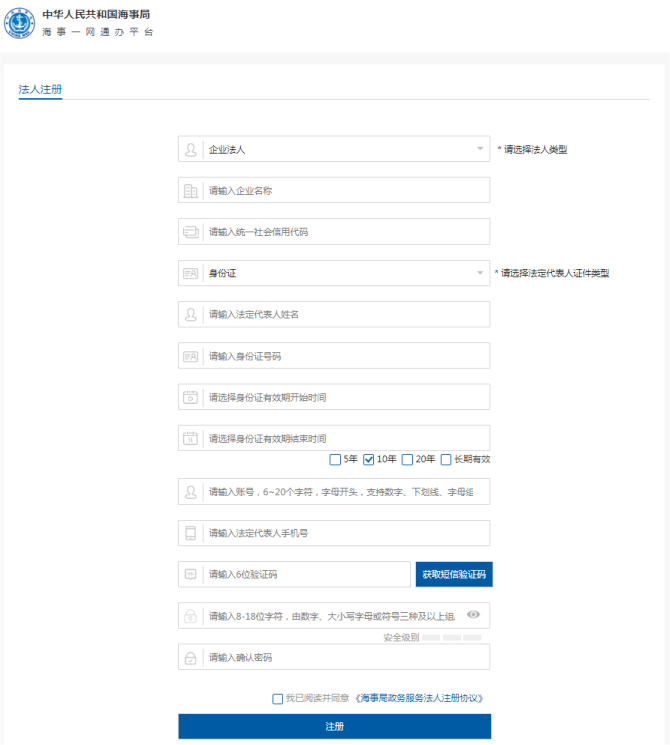 中华人民共和国海事局
海事一网通办平台
法人注册
企业法人 * 请选择法人类型
请输入企业名称
请输入统一社会信用代码
身份证 * 请选择法定代表人证件类型
请输入法定代表人姓名
请输入身份证号码
请选择身份证有效期开始时间
请选择身份证有效期结束时间
5年 10年 20年 长期有效
请输入账号，6~20个字符，字母开头，支持数字、下划线、字母组
请输入法定代表人手机号
请输入6位验证码 获取短信验证码
请输入8-18位字符，由数字、大小写字母或符号三种及以上组
安全级别
请输入确认密码
我已阅读并同意《海事局政务服务法人注册协议》
注册